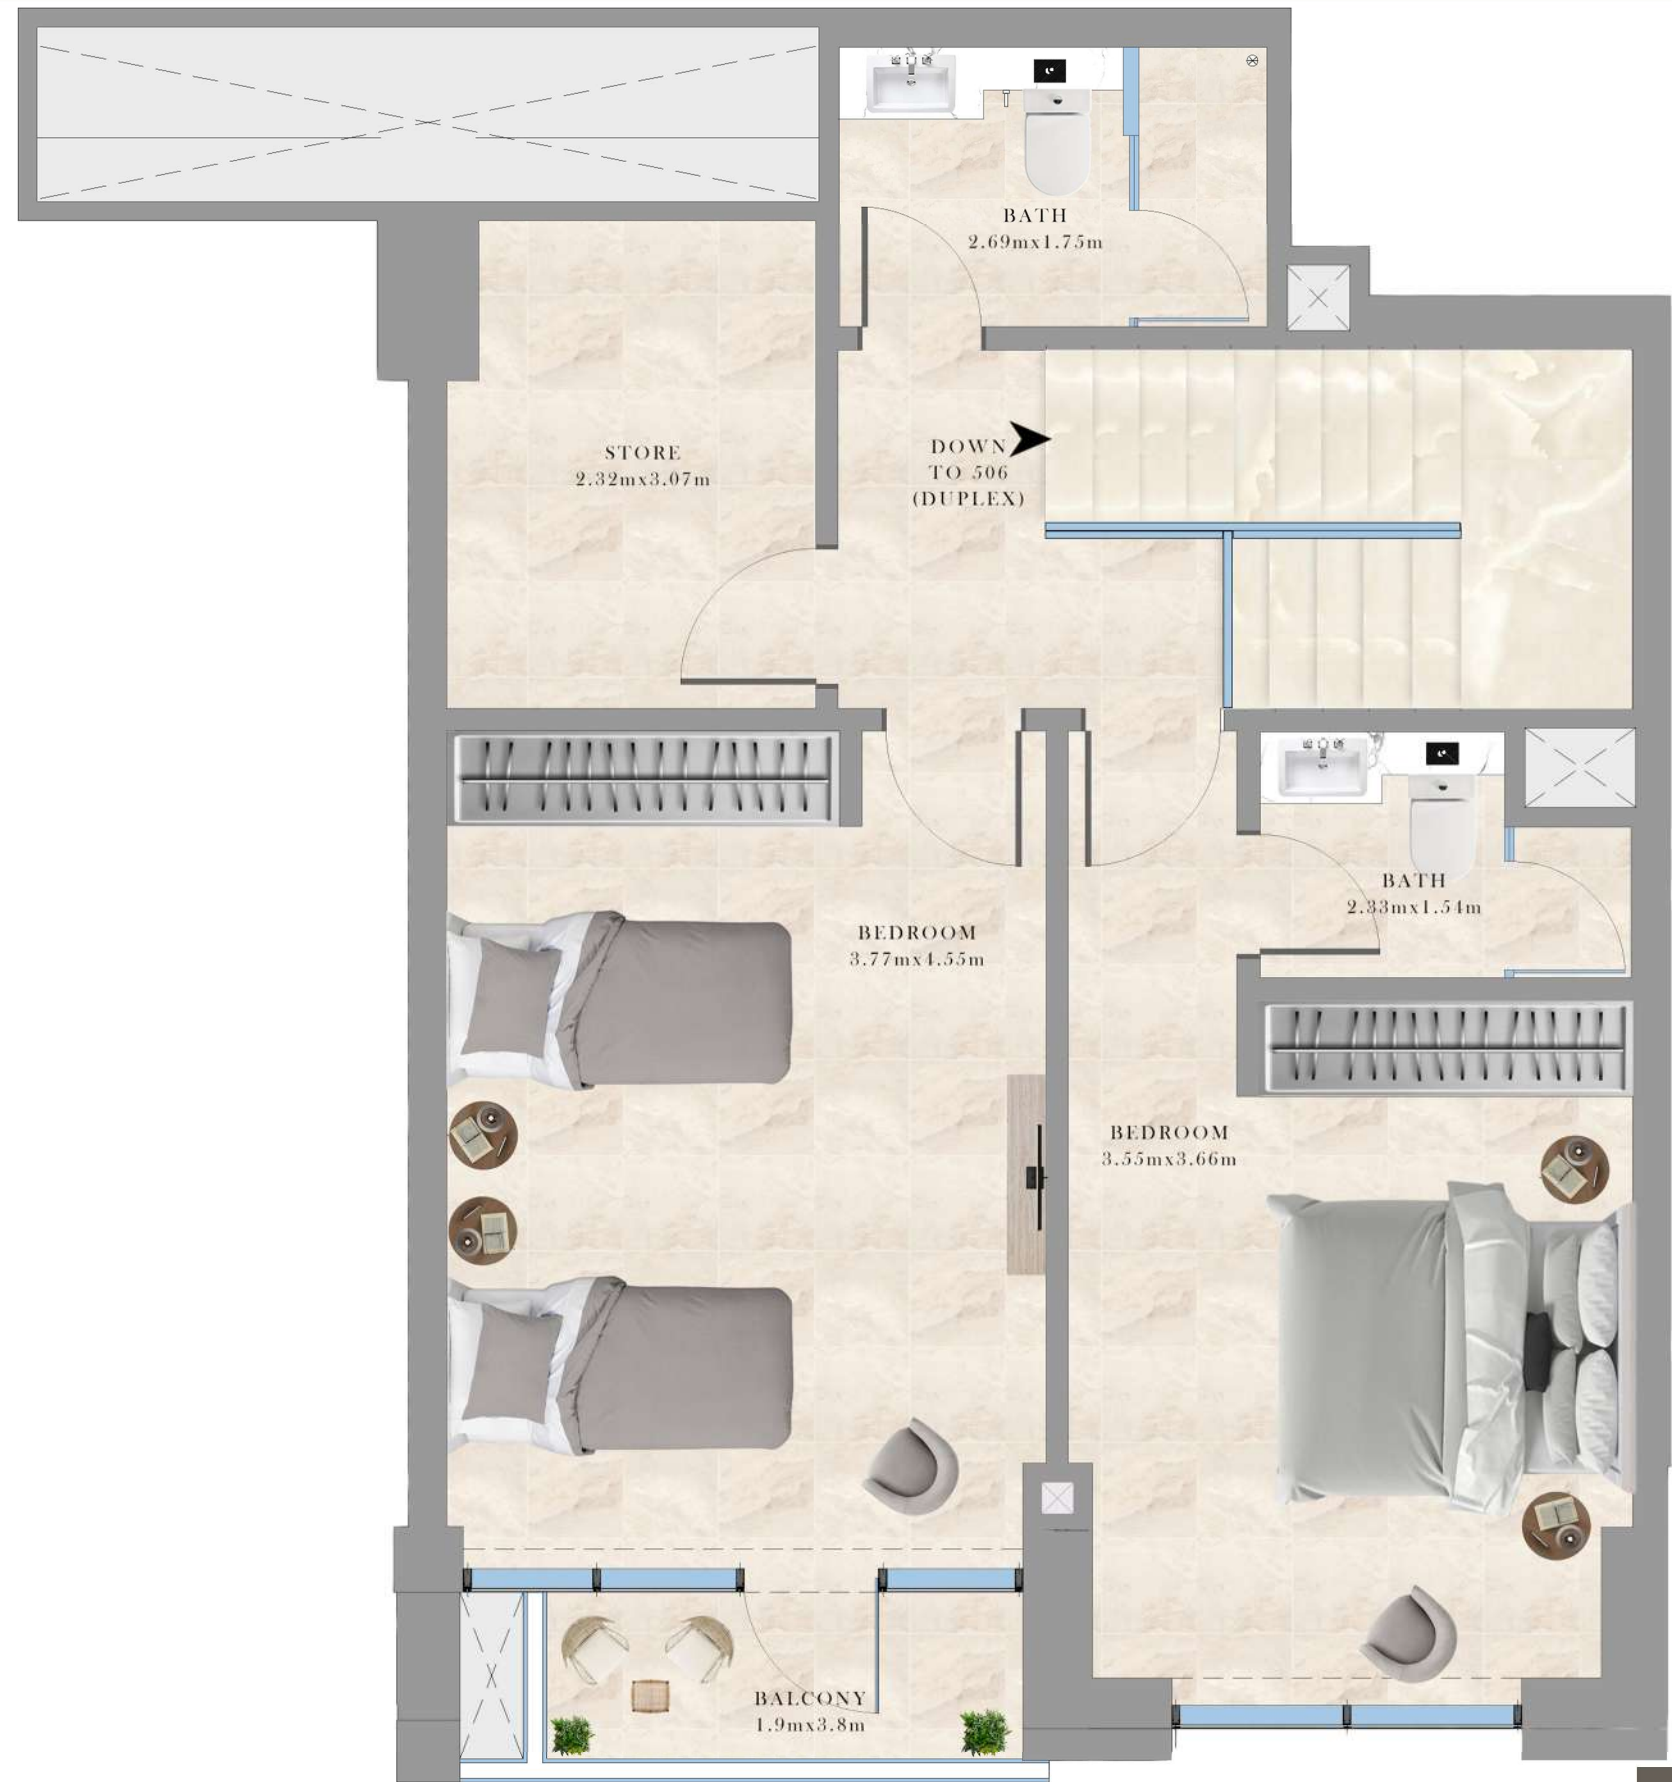 BATH
2.69mx1.75m
STORE
2.32mx3.07m
DOWN
TO 506
(DUPLEX)
BATH
2.33mx1.54m
BEDROOM
3.77mx4.55m
BEDROOM
3.55mx3.66m
BALCONY
1.9mx3.8m